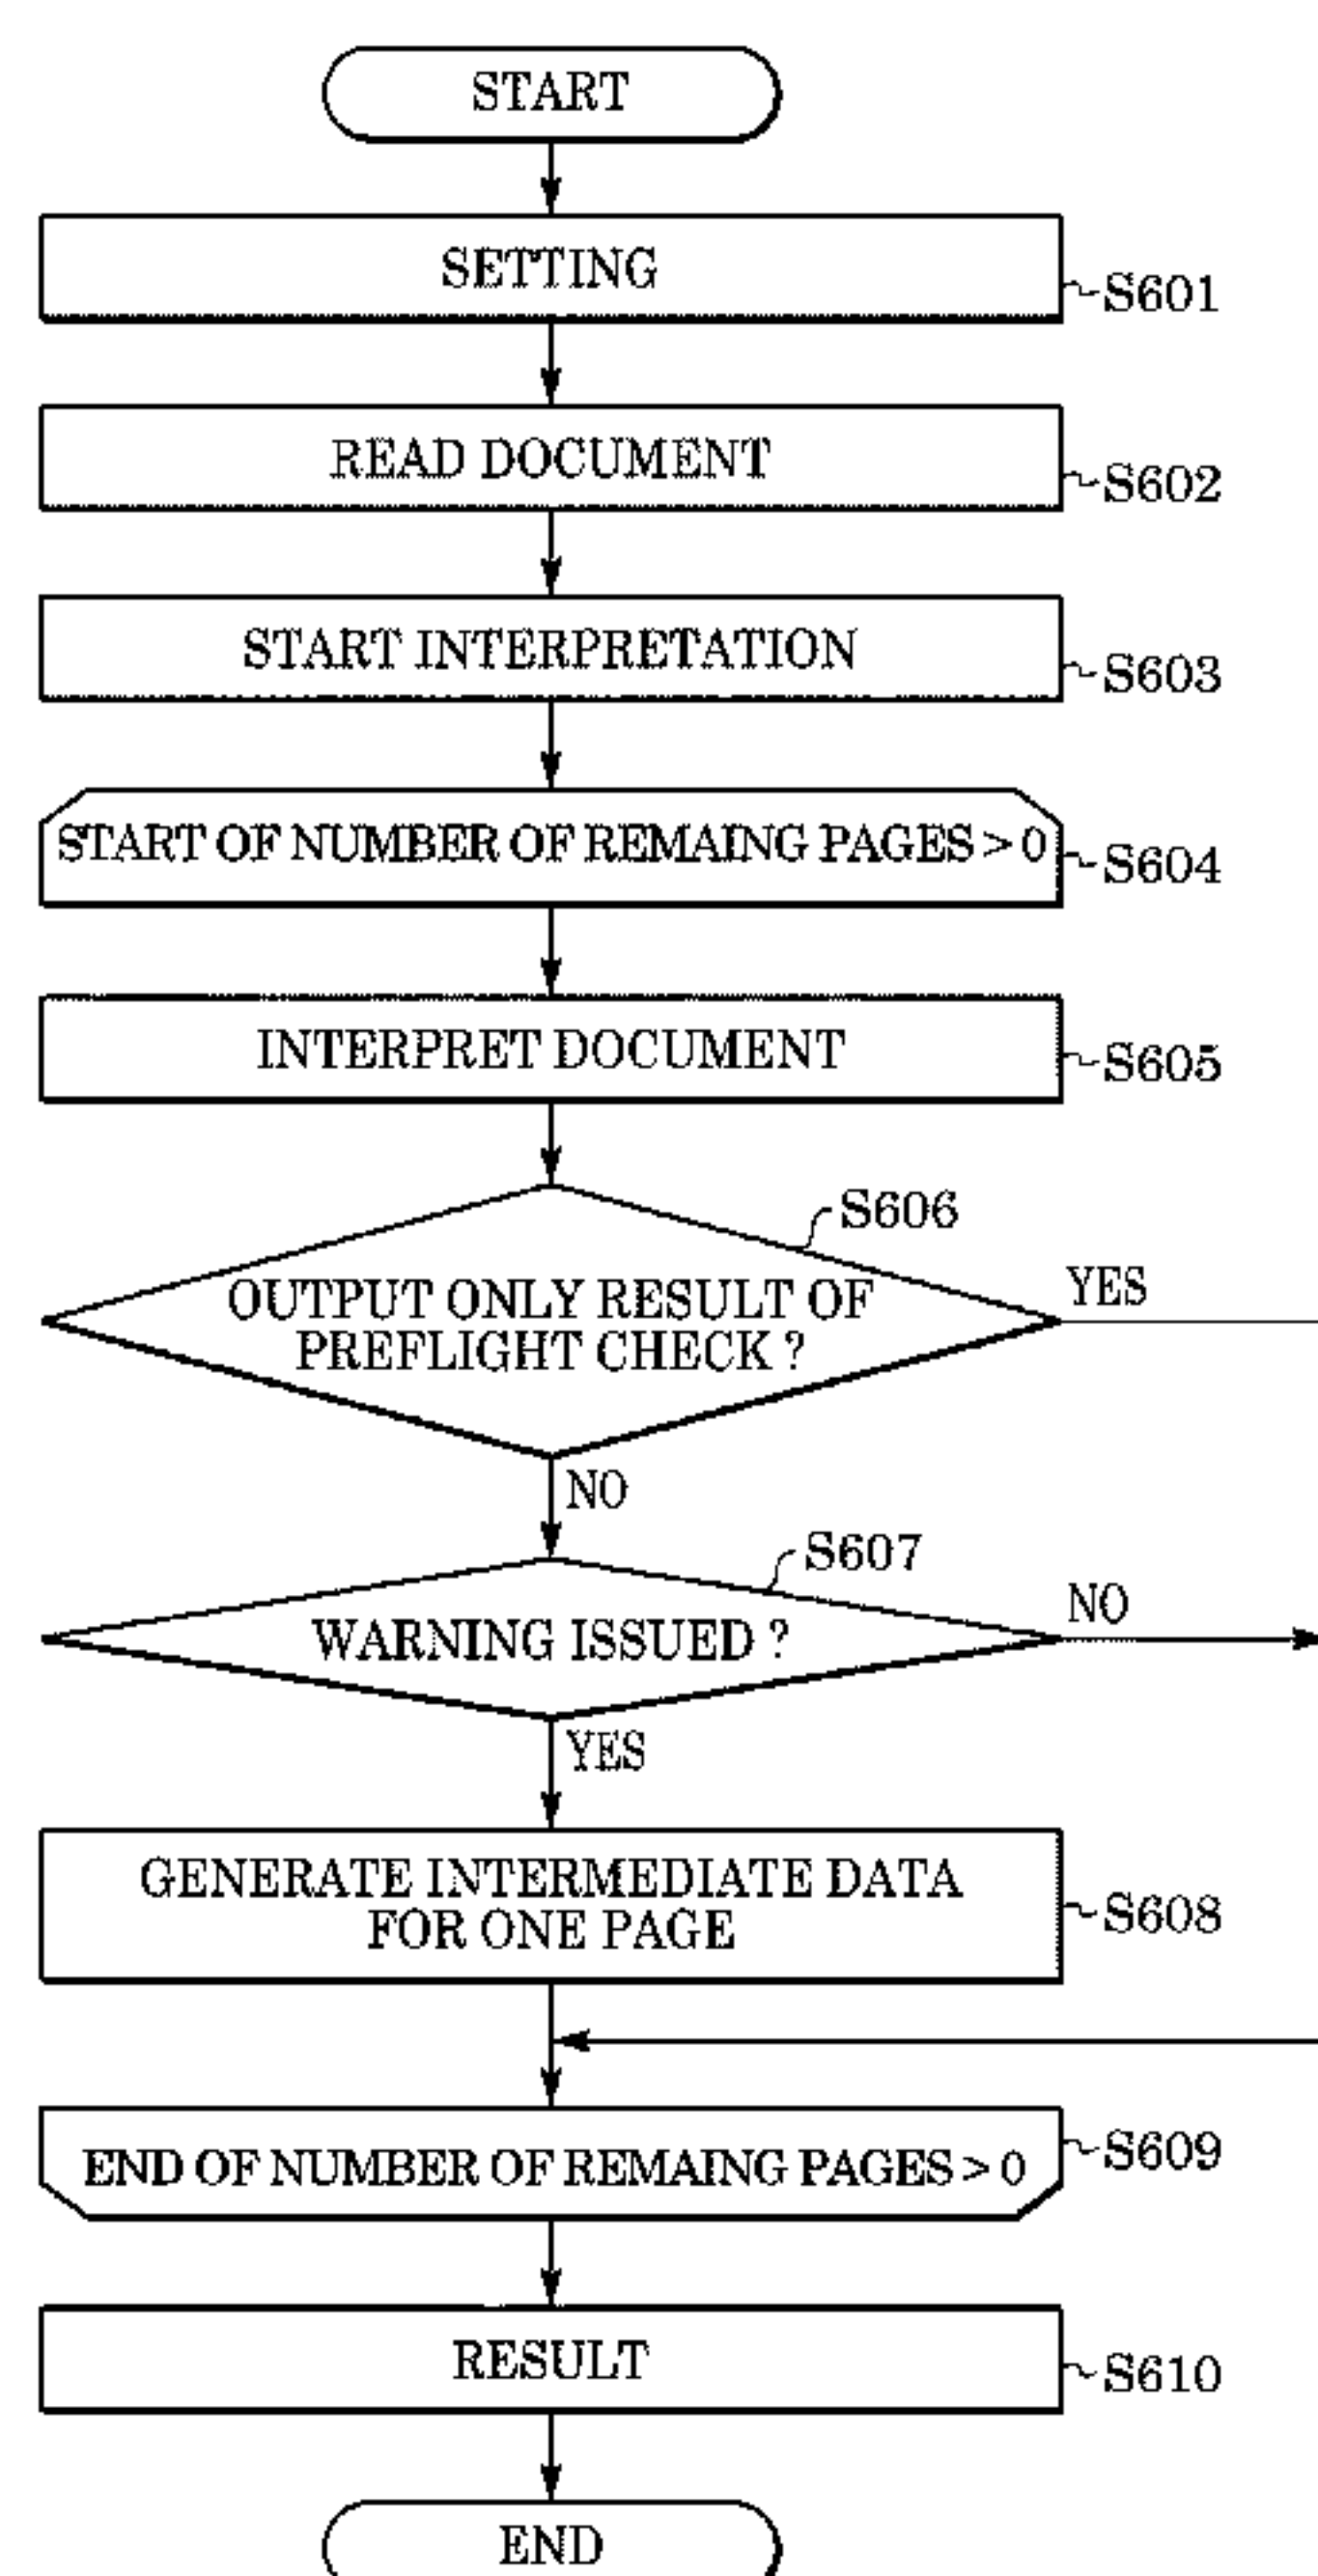 START
SETTING
S601
READ DOCUMENT
S602
START INTERPRETATION
S603
START OF NUMBER OF REMAING PAGES > 0
S604
INTERPRET DOCUMENT
S605
S606
OUTPUT ONLY RESULT OF
PREFLIGHT CHECK ?
YES
NO
S607
WARNING ISSUED ?
NO
YES
GENERATE INTERMEDIATE DATA
FOR ONE PAGE
S608
END OF NUMBER OF REMAING PAGES > 0
S609
RESULT
S610
END